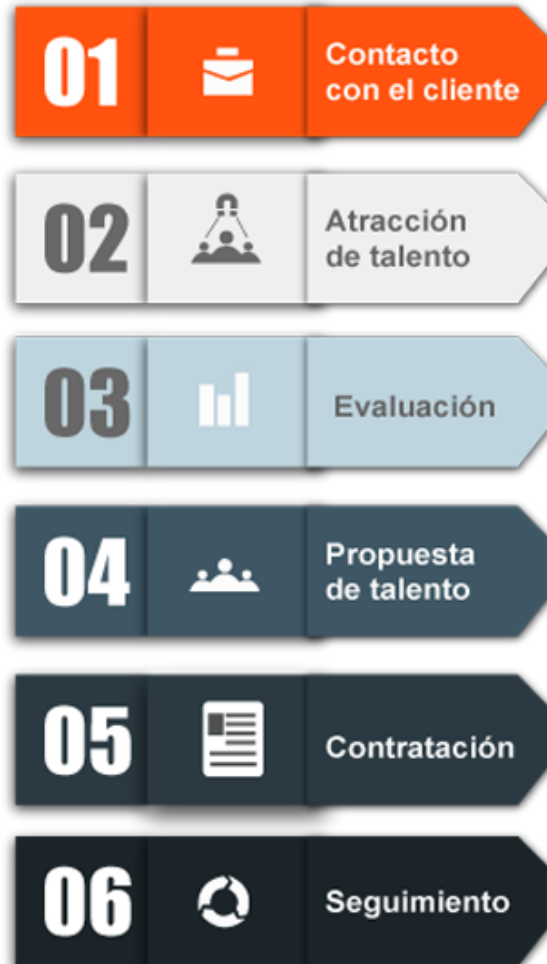 01
Contacto
con el cliente
02
Atracción
de talento
03
Evaluación
04
Propuesta
de talento
05
Contratación
06
Seguimiento